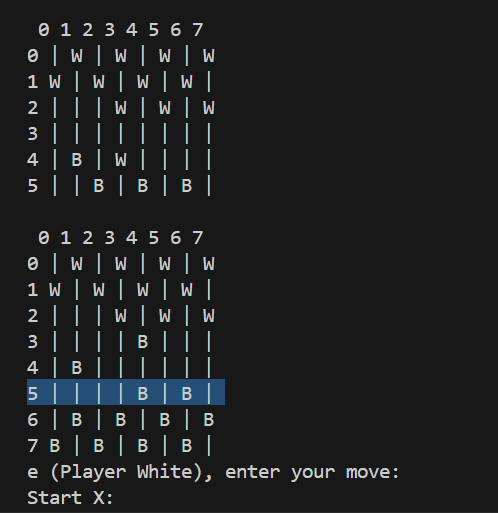 0 1 2 3 4 5 6 7
0 | W | W | W | W
1 W | W | W | W |
2 | | | W | W | W
3 | | | | | | | |
4 | B | W | | | |
5 | | B | B | B |
0 1 2 3 4 5 6 7
0 | W | W | W | W
1 W | W | W | W |
2 | | | W | W | W
3 | | | | B | | |
4 | B | | | | | |
5 | | | | B | B |
6 | B | B | B | B
7 B | B | B | B |
e (Player White), enter your move:
Start X: